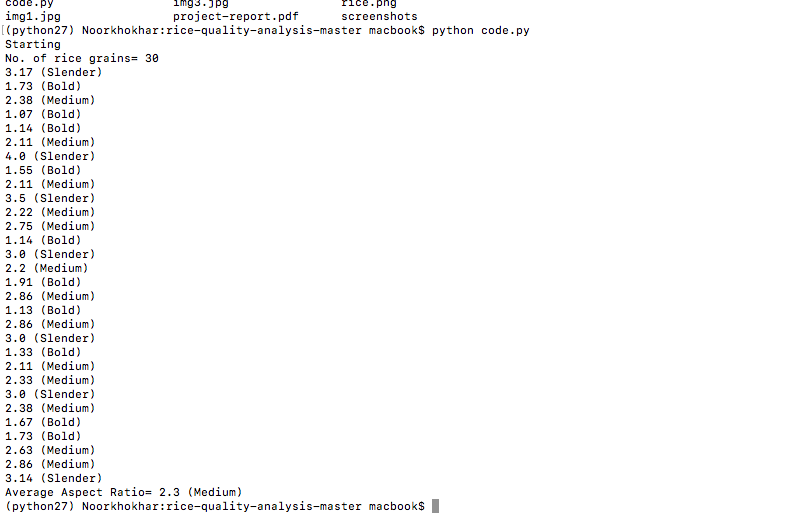 code.py img3.jpg rice.png
img1.jpg project-report.pdf screenshots
[(python27) Noorkhokhar:rice-quality-analysis-master macbook$ python code.py
Starting
No. of rice grains= 30
3.17 (Slender)
1.73 (Bold)
2.38 (Medium)
1.07 (Bold)
1.14 (Bold)
2.11 (Medium)
4.0 (Slender)
1.55 (Bold)
2.11 (Medium)
3.5 (Slender)
2.22 (Medium)
2.75 (Medium)
1.14 (Bold)
3.0 (Slender)
2.2 (Medium)
1.91 (Bold)
2.86 (Medium)
1.13 (Bold)
2.86 (Medium)
3.0 (Slender)
1.33 (Bold)
2.11 (Medium)
2.33 (Medium)
3.0 (Slender)
2.38 (Medium)
1.67 (Bold)
1.73 (Bold)
2.63 (Medium)
2.86 (Medium)
3.14 (Slender)
Average Aspect Ratio= 2.3 (Medium)
(python27) Noorkhokhar:rice-quality-analysis-master macbook$